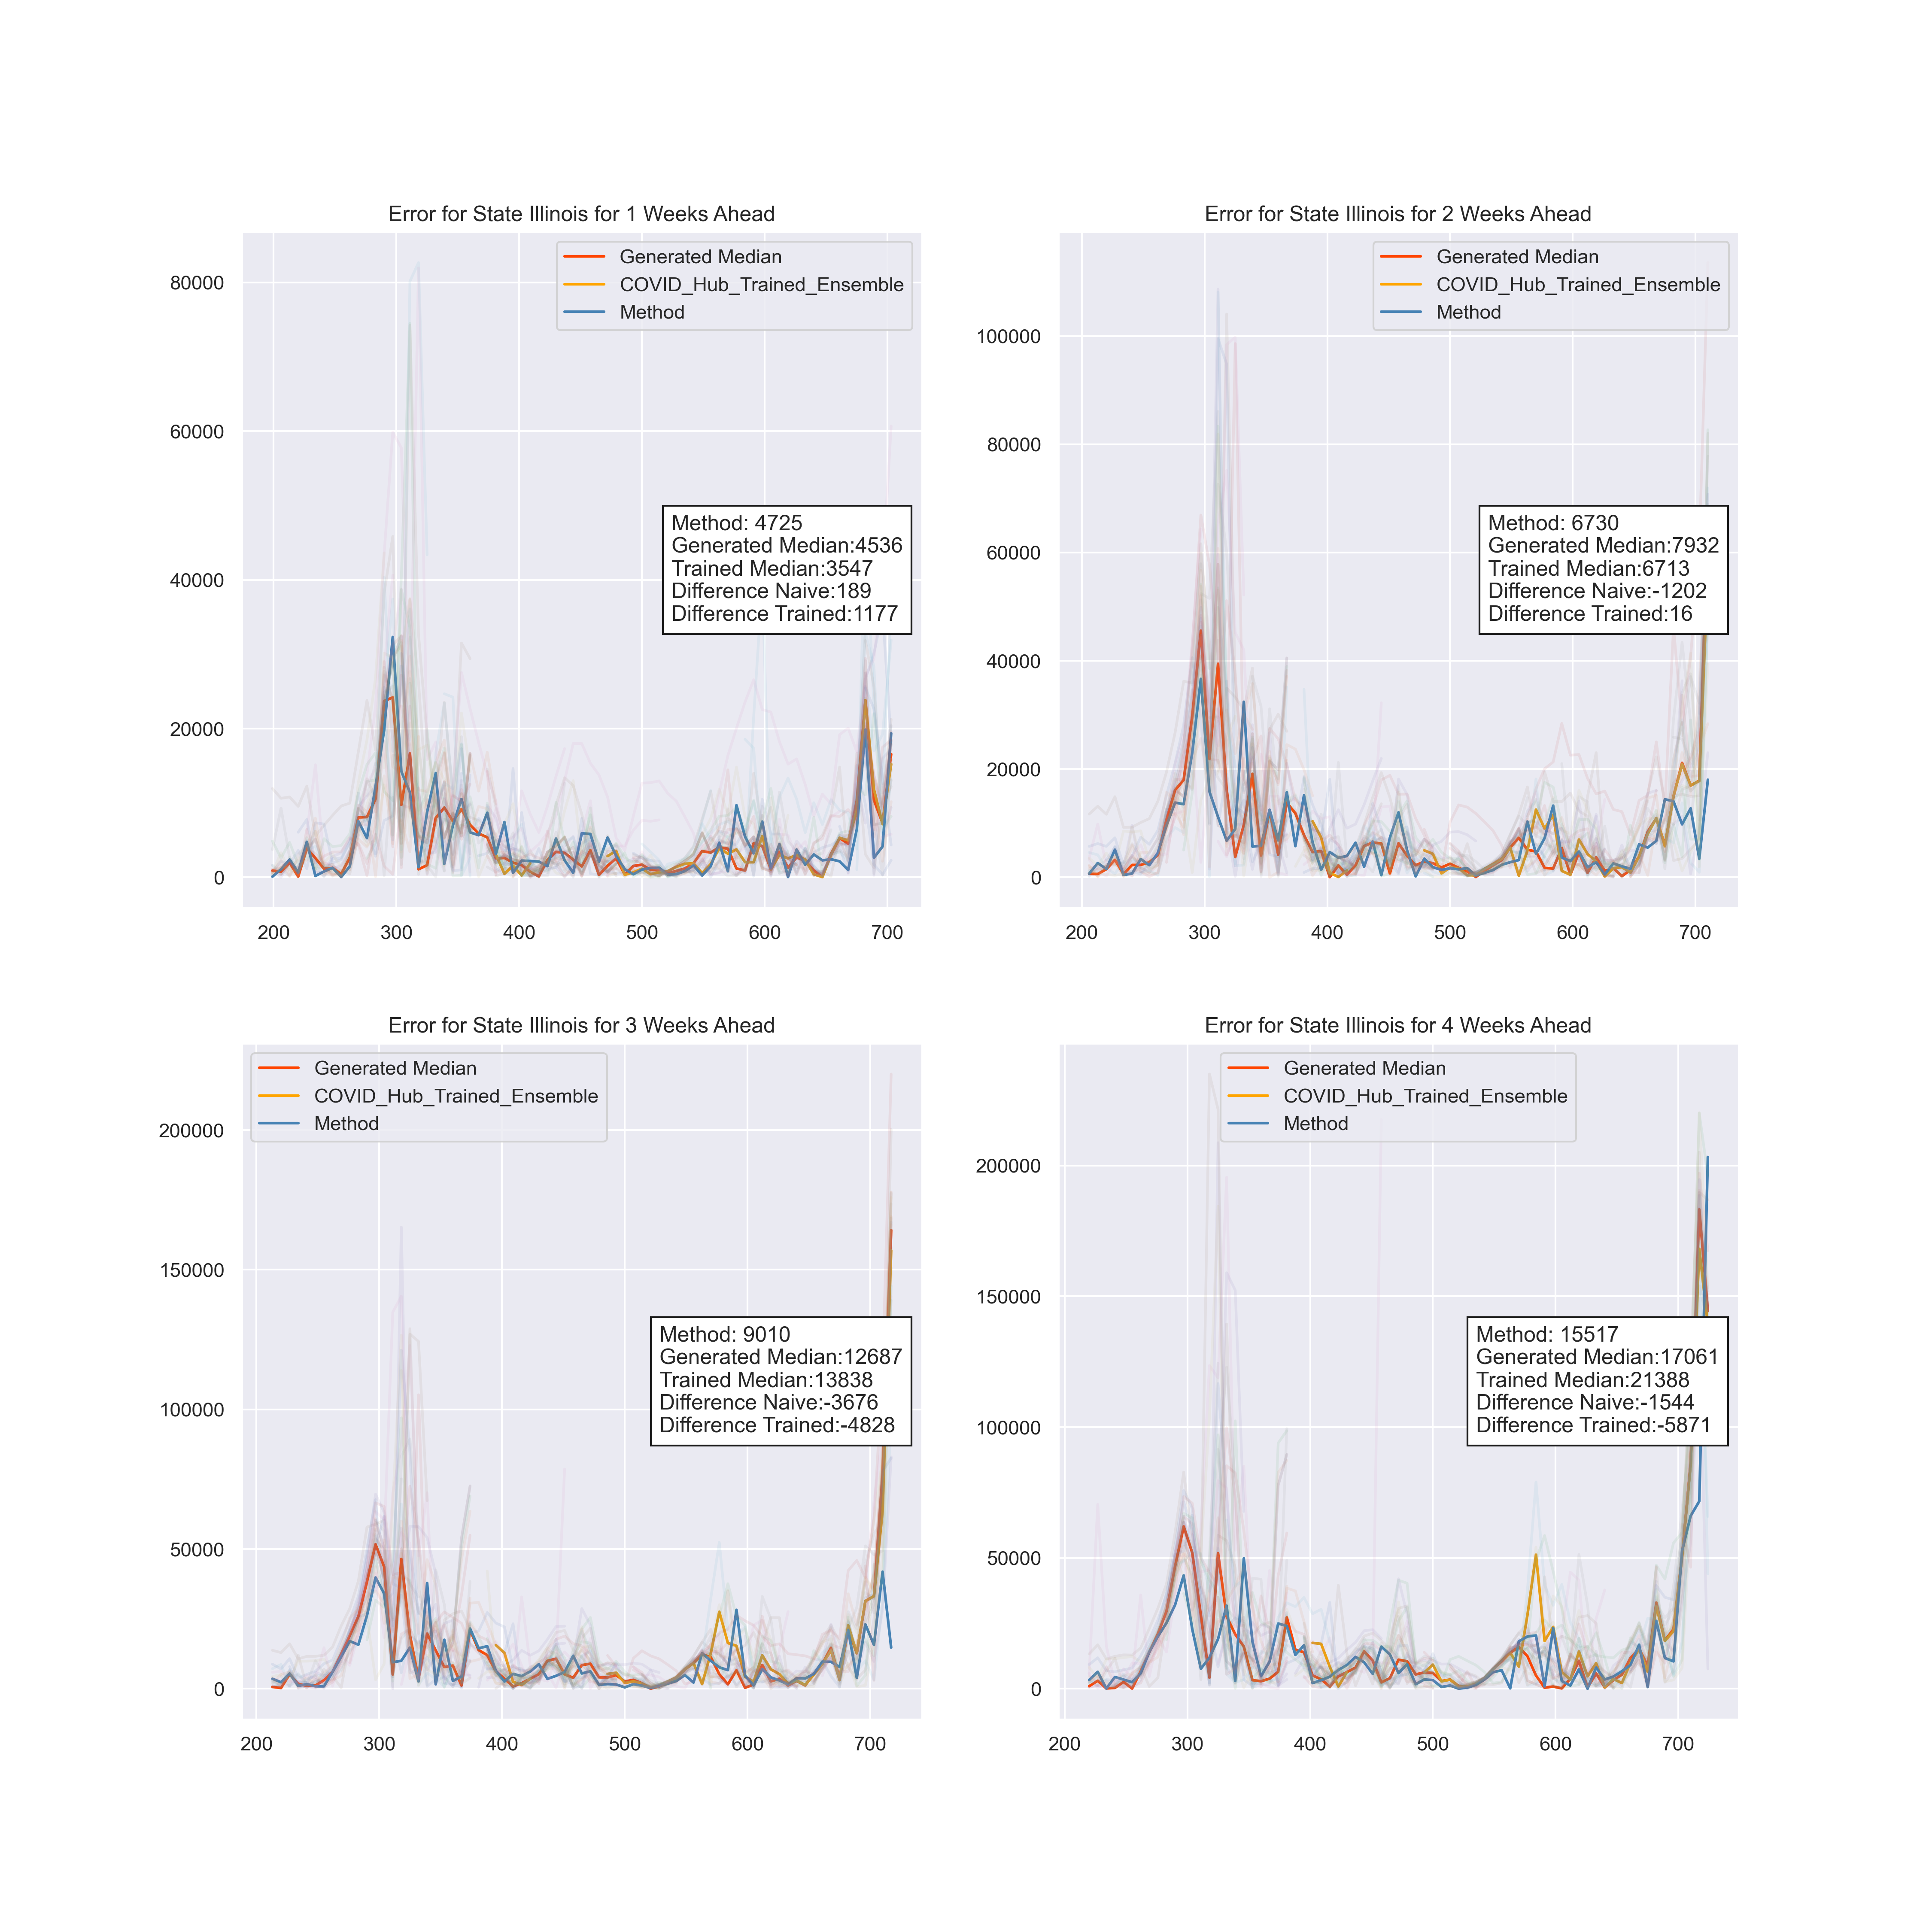 Error for State Illinois for 1 Weeks Ahead
Generated Median
COVID_Hub_Trained_Ensemble
Method
80000
60000
40000
20000
0
Method: 4725
Generated Median:4536
Trained Median:3547
Difference Naive:189
Difference Trained:1177
200 300 400 500 600 700
Error for State Illinois for 2 Weeks Ahead
Generated Median
COVID_Hub_Trained_Ensemble
Method
100000
80000
60000
40000
20000
0
Method: 6730
Generated Median:7932
Trained Median:6713
Difference Naive:-1202
Difference Trained:16
200 300 400 500 600 700
Error for State Illinois for 3 Weeks Ahead
Generated Median
COVID_Hub_Trained_Ensemble
Method
200000
150000
100000
50000
0
Method: 9010
Generated Median:12687
Trained Median:13838
Difference Naive:-3676
Difference Trained:-4828
200 300 400 500 600 700
Error for State Illinois for 4 Weeks Ahead
Generated Median
COVID_Hub_Trained_Ensemble
Method
200000
150000
100000
50000
0
Method: 15517
Generated Median:17061
Trained Median:21388
Difference Naive:-1544
Difference Trained:-5871
200 300 400 500 600 700